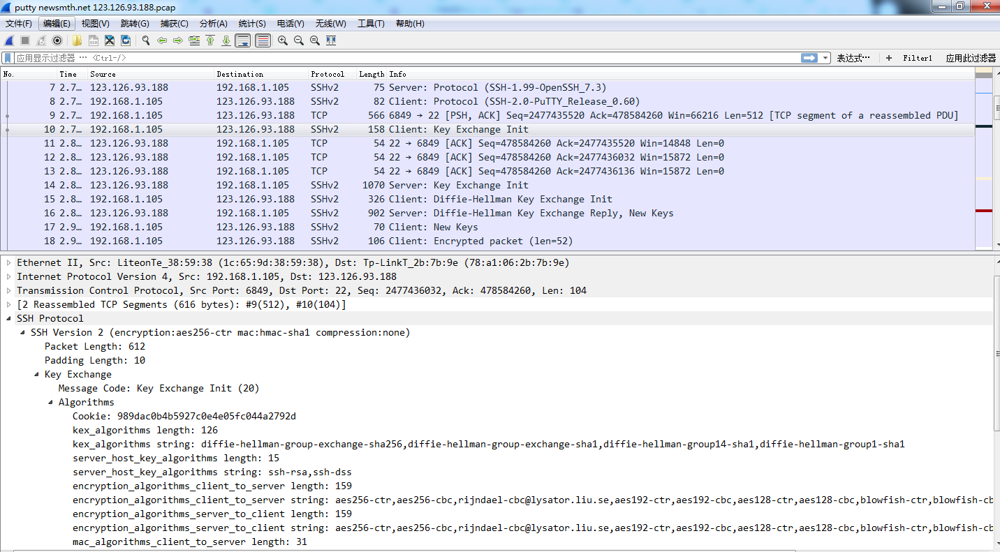 putty newsmth.net 123.126.93.188.pcap
文件(F) 编辑(E) 视图(V) 跳转(G) 捕获(C) 分析(A) 统计(S) 电话(Y) 无线(W) 工具(T) 帮助(H)
应用显示过滤器 … <Ctrl-/> 表达式… + Filter1 应用此过滤器
No. Time Source Destination Protocol Length Info
7 2.7… 123.126.93.188 192.168.1.105 SSHv2 75 Server: Protocol (SSH-1.99-OpenSSH_7.3)
8 2.7… 192.168.1.105 123.126.93.188 SSHv2 82 Client: Protocol (SSH-2.0-PuTTY_Release_0.60)
9 2.7… 192.168.1.105 123.126.93.188 TCP 566 6849 → 22 [PSH, ACK] Seq=2477435520 Ack=478584260 Win=66216 Len=512 [TCP segment of a reassembled PDU]
10 2.7… 192.168.1.105 123.126.93.188 SSHv2 158 Client: Key Exchange Init
11 2.8… 123.126.93.188 192.168.1.105 TCP 54 22 → 6849 [ACK] Seq=478584260 Ack=2477435520 Win=14848 Len=0
12 2.8… 123.126.93.188 192.168.1.105 TCP 54 22 → 6849 [ACK] Seq=478584260 Ack=2477436032 Win=15872 Len=0
13 2.8… 123.126.93.188 192.168.1.105 TCP 54 22 → 6849 [ACK] Seq=478584260 Ack=2477436136 Win=15872 Len=0
14 2.8… 123.126.93.188 192.168.1.105 SSHv2 1070 Server: Key Exchange Init
15 2.8… 192.168.1.105 123.126.93.188 SSHv2 326 Client: Diffie-Hellman Key Exchange Init
16 2.8… 123.126.93.188 192.168.1.105 SSHv2 902 Server: Diffie-Hellman Key Exchange Reply, New Keys
17 2.9… 192.168.1.105 123.126.93.188 SSHv2 70 Client: New Keys
18 2.9… 192.168.1.105 123.126.93.188 SSHv2 106 Client: Encrypted packet (len=52)
Ethernet II, Src: LiteonTe_38:59:38 (1c:65:9d:38:59:38), Dst: Tp-LinkT_2b:7b:9e (78:a1:06:2b:7b:9e)
Internet Protocol Version 4, Src: 192.168.1.105, Dst: 123.126.93.188
Transmission Control Protocol, Src Port: 6849, Dst Port: 22, Seq: 2477436032, Ack: 478584260, Len: 104
[2 Reassembled TCP Segments (616 bytes): #9(512), #10(104)]
SSH Protocol
SSH Version 2 (encryption:aes256-ctr mac:hmac-sha1 compression:none)
Packet Length: 612
Padding Length: 10
Key Exchange
Message Code: Key Exchange Init (20)
Algorithms
Cookie: 989dac0b4b5927c0e4e05fc044a2792d
kex_algorithms length: 126
kex_algorithms string: diffie-hellman-group-exchange-sha256,diffie-hellman-group-exchange-sha1,diffie-hellman-group14-sha1,diffie-hellman-group1-sha1
server_host_key_algorithms length: 15
server_host_key_algorithms string: ssh-rsa,ssh-dss
encryption_algorithms_client_to_server length: 159
encryption_algorithms_client_to_server string: aes256-ctr,aes256-cbc,rijndael-cbc@lysator.liu.se,aes192-ctr,aes192-cbc,aes128-ctr,aes128-cbc,blowfish-ctr,blowfish-cb
encryption_algorithms_server_to_client length: 159
encryption_algorithms_server_to_client string: aes256-ctr,aes256-cbc,rijndael-cbc@lysator.liu.se,aes192-ctr,aes192-cbc,aes128-ctr,aes128-cbc,blowfish-ctr,blowfish-cb
mac_algorithms_client_to_server length: 31